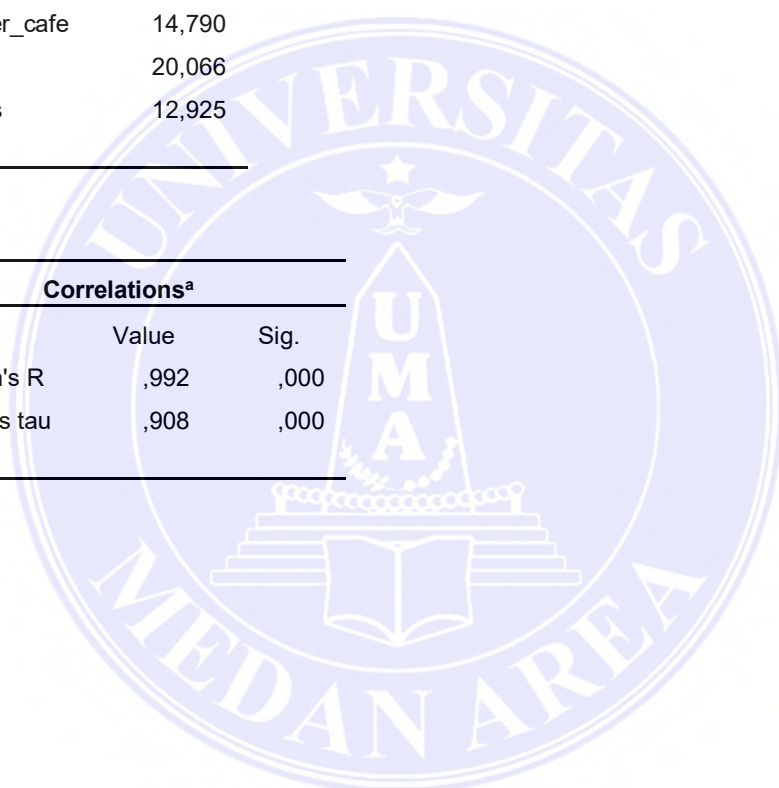 er_cafe 14,790
20,066
s 12,925
Correlationsᵃ
Value Sig.
's R ,992 ,000
s tau ,908 ,000
UNIVERSITAS
UMA
MEDAN AREA